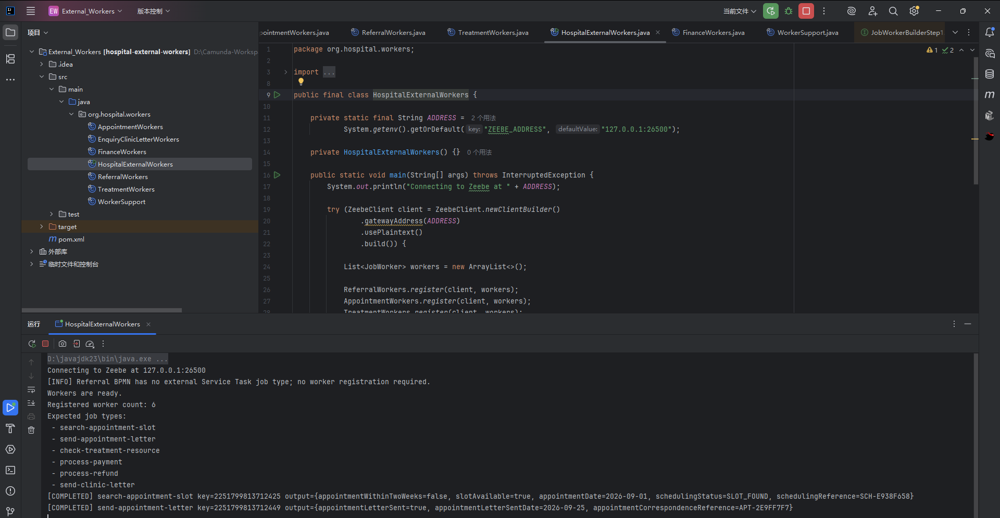 EW External_Workers 版本控制 当前文件
项目
External_Workers [hospital-external-workers] D:\Camunda-Worksp
.idea
src
main
java
org.hospital.workers
AppointmentWorkers
EnquiryClinicLetterWorkers
FinanceWorkers
HospitalExternalWorkers
ReferralWorkers
TreatmentWorkers
WorkerSupport
test
target
m pom.xml
外部库
临时文件和控制台
pointmentWorkers.java ReferralWorkers.java TreatmentWorkers.java HospitalExternalWorkers.java FinanceWorkers.java WorkerSupport.java JobWorkerBuilderStep1
1 2
1 package org.hospital.workers;
2
3 import ...
8
9 public final class HospitalExternalWorkers {
10
11 private static final String ADDRESS = 2 个用法
12 System.getenv().getOrDefault( key: "ZEEBE_ADDRESS", defaultValue: "127.0.0.1:26500");
13
14 private HospitalExternalWorkers() {} 0 个用法
15
16 public static void main(String[] args) throws InterruptedException {
17 System.out.println("Connecting to Zeebe at " + ADDRESS);
18
19 try (ZeebeClient client = ZeebeClient.newClientBuilder()
20 .gatewayAddress(ADDRESS)
21 .usePlaintext()
22 .build()) {
23
24 List<JobWorker> workers = new ArrayList<>();
25
26 ReferralWorkers.register(client, workers);
27 AppointmentWorkers.register(client, workers);
28 TreatmentWorkers.register(client, workers);
运行 HospitalExternalWorkers
D:\javajdk23\bin\java.exe ...
Connecting to Zeebe at 127.0.0.1:26500
[INFO] Referral BPMN has no external Service Task job type; no worker registration required.
Workers are ready.
Registered worker count: 6
Expected job types:
- search-appointment-slot
- send-appointment-letter
- check-treatment-resource
- process-payment
- process-refund
- send-clinic-letter
[COMPLETED] search-appointment-slot key=2251799813712425 output={appointmentWithinTwoWeeks=false, slotAvailable=true, appointmentDate=2026-09-01, schedulingStatus=SLOT_FOUND, schedulingReference=SCH-E938F658}
[COMPLETED] send-appointment-letter key=2251799813712449 output={appointmentLetterSent=true, appointmentLetterSentDate=2026-09-25, appointmentCorrespondenceReference=APT-2E9FF7F7}